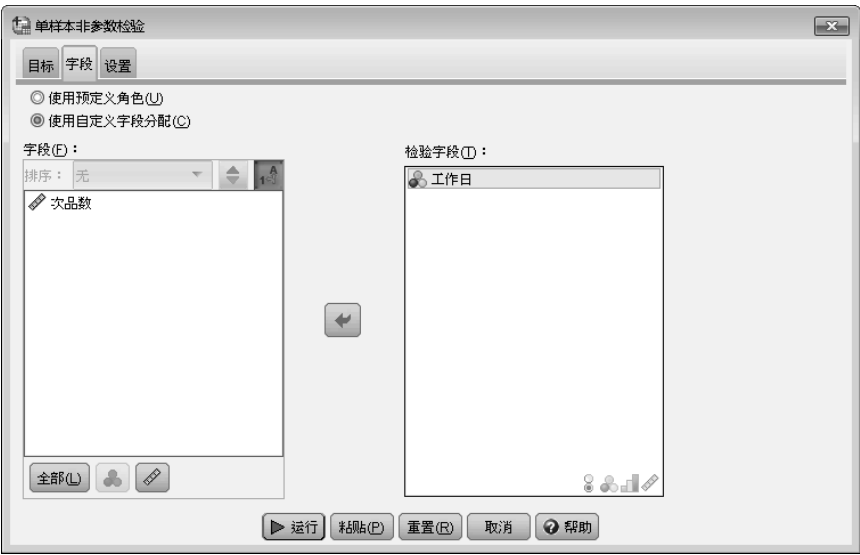 单样本非参数检验
目标 字段 设置
使用预定义角色(U)
使用自定义字段分配(C)
字段(F)：
检验字段(T)：
排序： 无
工作日
次品数
全部(L)
运行 粘贴(P) 重置(R) 取消 帮助